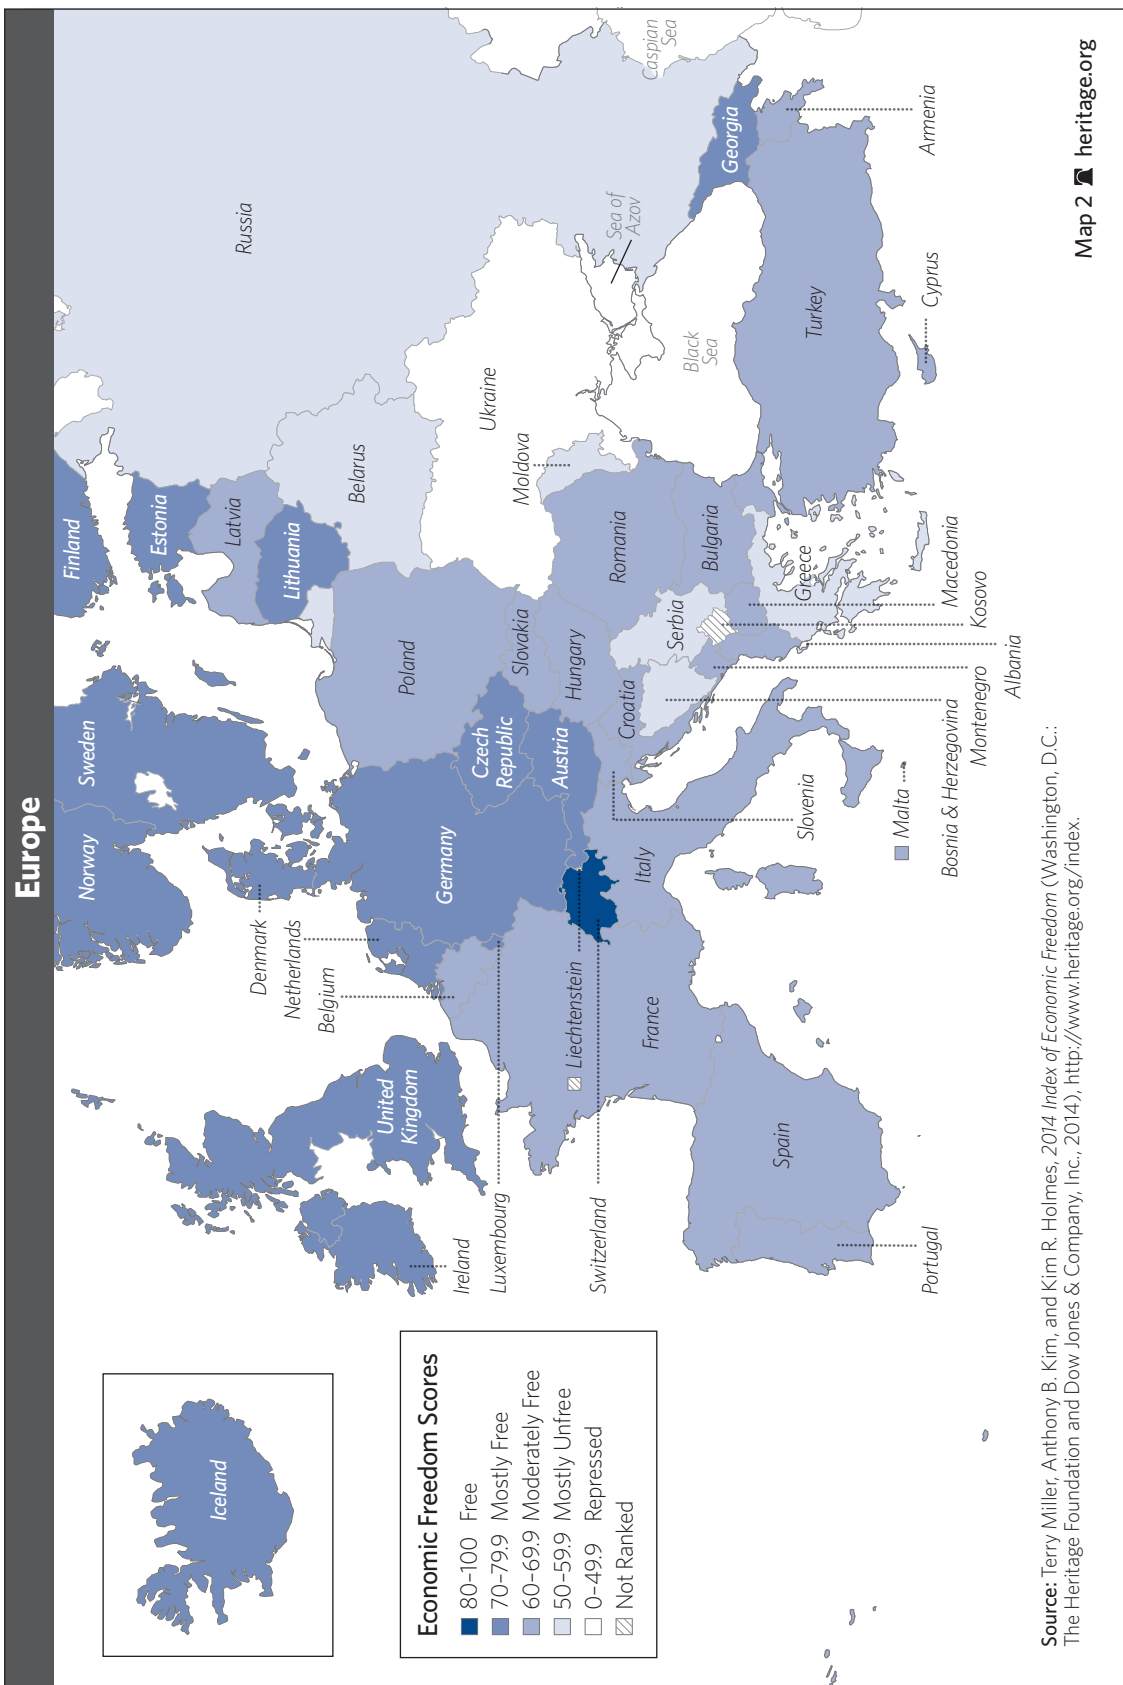 Europe
Iceland
Norway
Sweden
Finland
Russia
Estonia
Latvia
Lithuania
Belarus
Denmark
Netherlands
Belgium
United
Kingdom
Ireland
Luxembourg
Germany
Poland
Czech
Republic
Slovakia
Austria
Hungary
Ukraine
Moldova
Liechtenstein
Switzerland
France
Italy
Croatia
Serbia
Romania
Bulgaria
Black
Sea
Sea of
Azov
Caspian
Sea
Georgia
Armenia
Turkey
Cyprus
Spain
Portugal
Slovenia
Malta
Bosnia & Herzegovina
Montenegro
Albania
Kosovo
Macedonia
Greece
Economic Freedom Scores
80–100 Free
70–79.9 Mostly Free
60–69.9 Moderately Free
50–59.9 Mostly Unfree
0–49.9 Repressed
Not Ranked
Source: Terry Miller, Anthony B. Kim, and Kim R. Holmes, 2014 Index of Economic Freedom (Washington, D.C.:
The Heritage Foundation and Dow Jones & Company, Inc., 2014), http://www.heritage.org/index.
Map 2 heritage.org